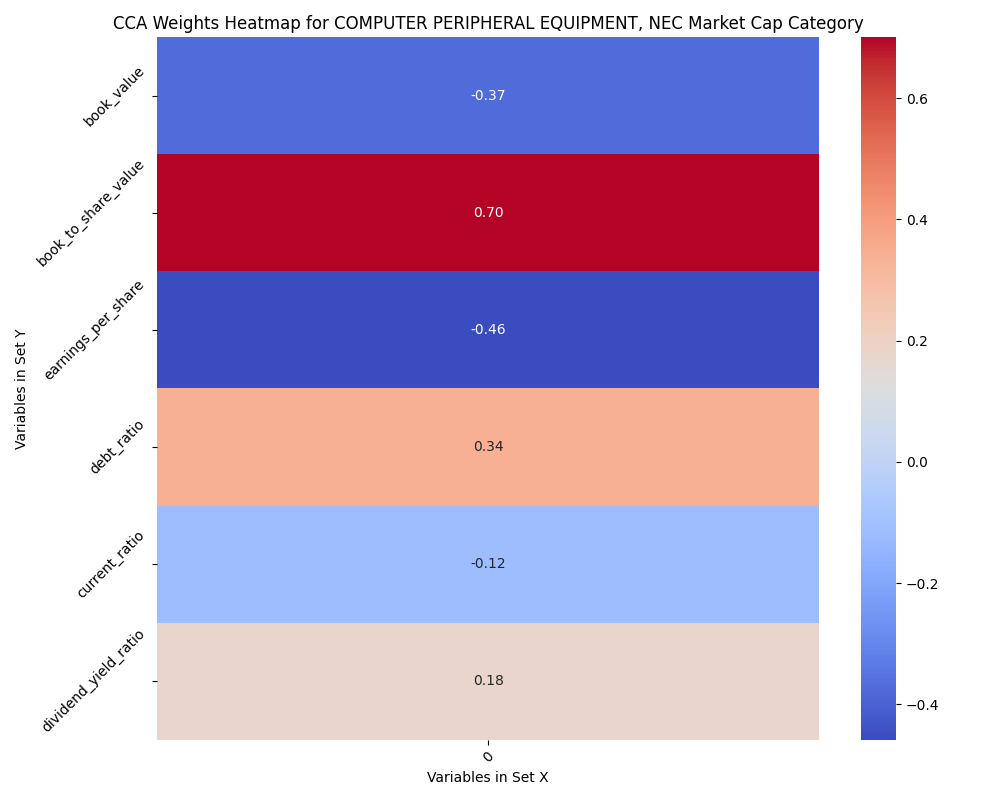 CCA Weights Heatmap for COMPUTER PERIPHERAL EQUIPMENT, NEC Market Cap Category
Variables in Set Y
book_value
-0.37
book_to_share_value
0.70
earnings_per_share
-0.46
debt_ratio
0.34
current_ratio
-0.12
dividend_yield_ratio
0.18
0
Variables in Set X
0.6
0.4
0.2
0.0
−0.2
−0.4